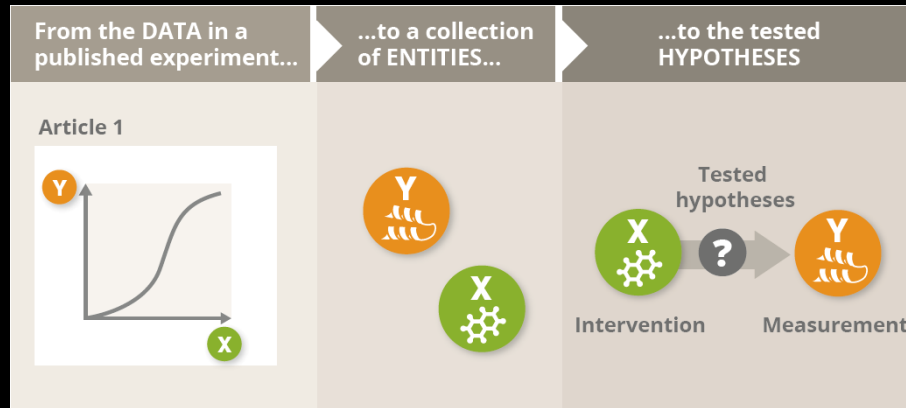 From the DATA in a
published experiment...
...to a collection
of ENTITIES...
...to the tested
HYPOTHESES
Article 1
Y
X
Y
X
Tested
hypotheses
X
?
Y
Intervention
Measurement